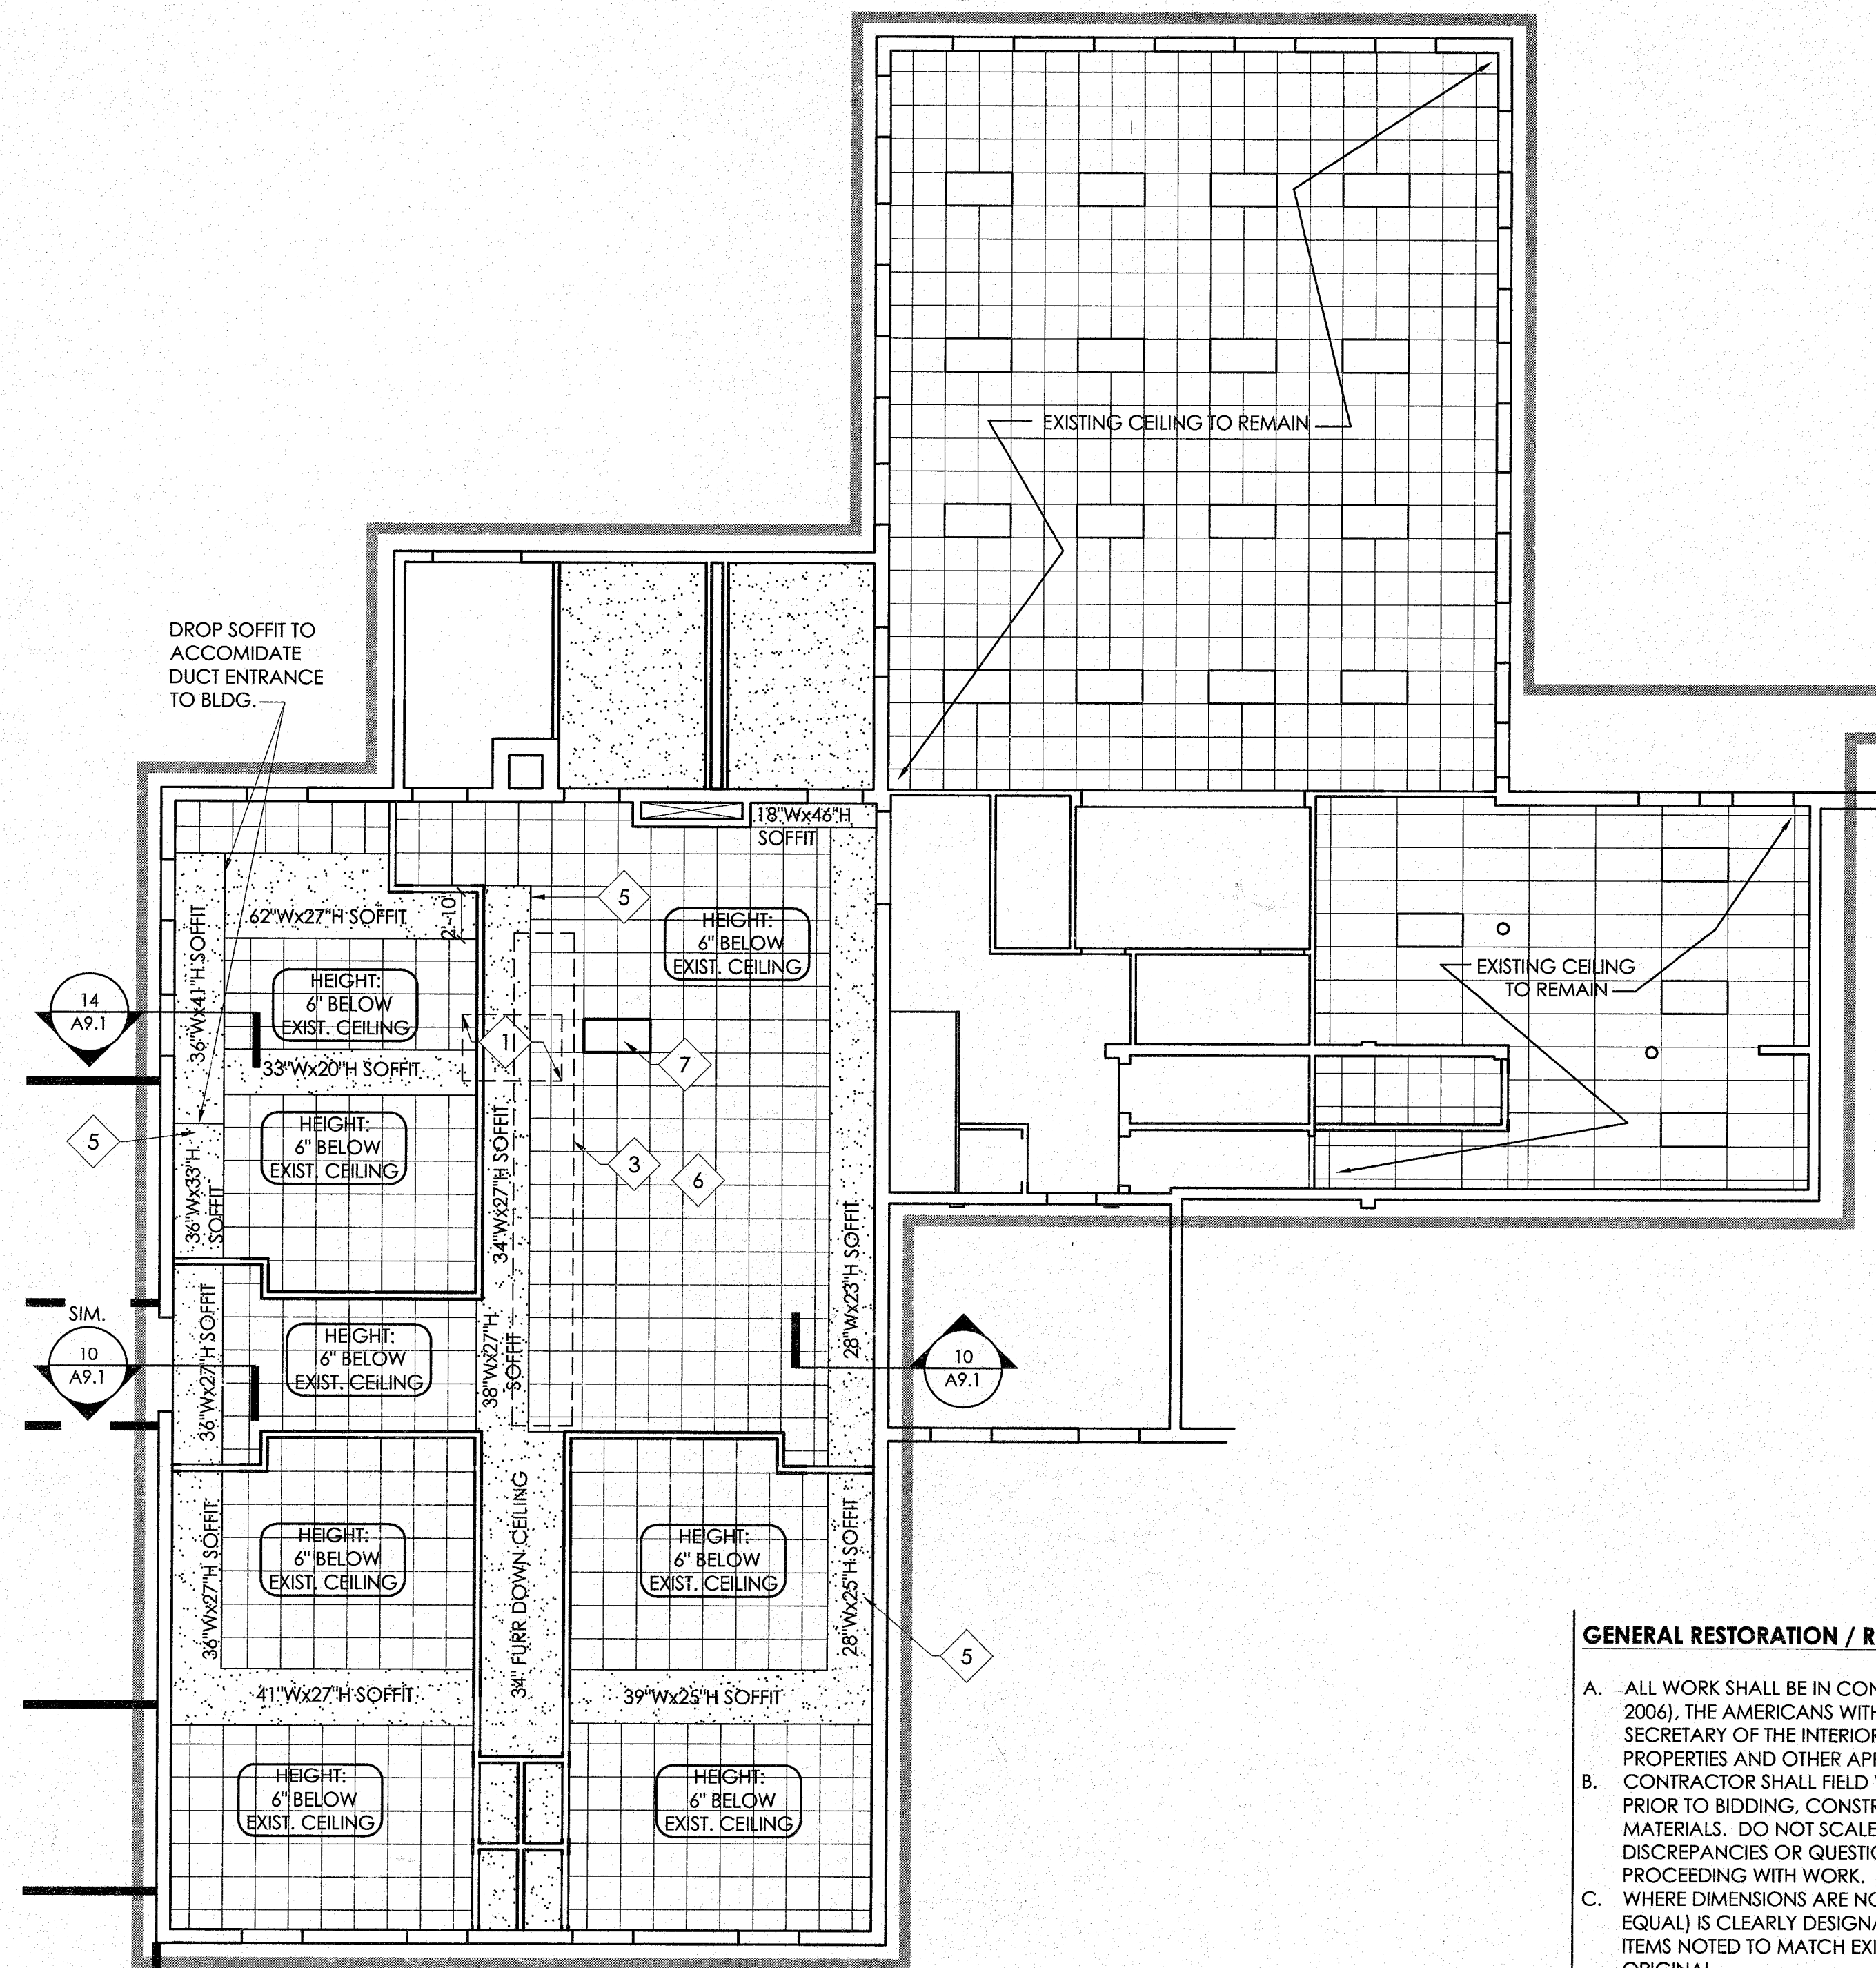 EXISTING CEILING TO REMAIN
DROP SOFFIT TO
ACCOMIDATE
DUCT ENTRANCE
TO BLDG.
18"Wx46"H
SOFFIT
5
HEIGHT:
6" BELOW
EXIST. CEILING
62"Wx27"H SOFFIT
2'-10"
36"Wx41"H SOFFIT
HEIGHT:
6" BELOW
EXIST. CEILING
14
A9.1
1
7
33"Wx20"H SOFFIT
EXISTING CEILING
TO REMAIN
5
HEIGHT:
6" BELOW
EXIST. CEILING
36"Wx33"H
SOFFIT
34"Wx27"H SOFFIT
3
6
28"Wx23"H SOFFIT
SIM.
10
A9.1
36"Wx27"H SOFFIT
HEIGHT:
6" BELOW
EXIST. CEILING
38"Wx27"H
SOFFIT
10
A9.1
36"Wx27"H SOFFIT
HEIGHT:
6" BELOW
EXIST. CEILING
34" FURR DOWN CEILING
HEIGHT:
6" BELOW
EXIST. CEILING
28"Wx25"H SOFFIT
5
41"Wx27"H SOFFIT
39"Wx25"H SOFFIT
HEIGHT:
6" BELOW
EXIST. CEILING
HEIGHT:
6" BELOW
EXIST. CEILING
GENERAL RESTORATION / R
A. ALL WORK SHALL BE IN CON
2006), THE AMERICANS WITH
SECRETARY OF THE INTERIOR
PROPERTIES AND OTHER APP
B. CONTRACTOR SHALL FIELD V
PRIOR TO BIDDING, CONSTR
MATERIALS. DO NOT SCALE
DISCREPANCIES OR QUESTIO
PROCEEDING WITH WORK.
C. WHERE DIMENSIONS ARE NO
EQUAL) IS CLEARLY DESIGNA
ITEMS NOTED TO MATCH EXI
ORIGINAL